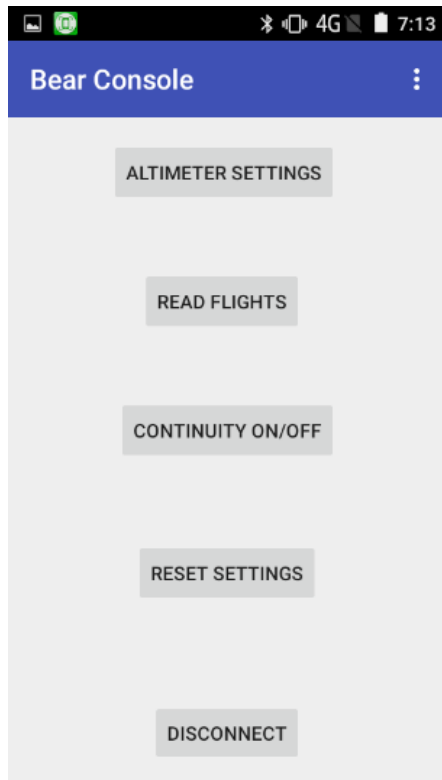 4G 7:13
Bear Console
ALTIMETER SETTINGS
READ FLIGHTS
CONTINUITY ON/OFF
RESET SETTINGS
DISCONNECT